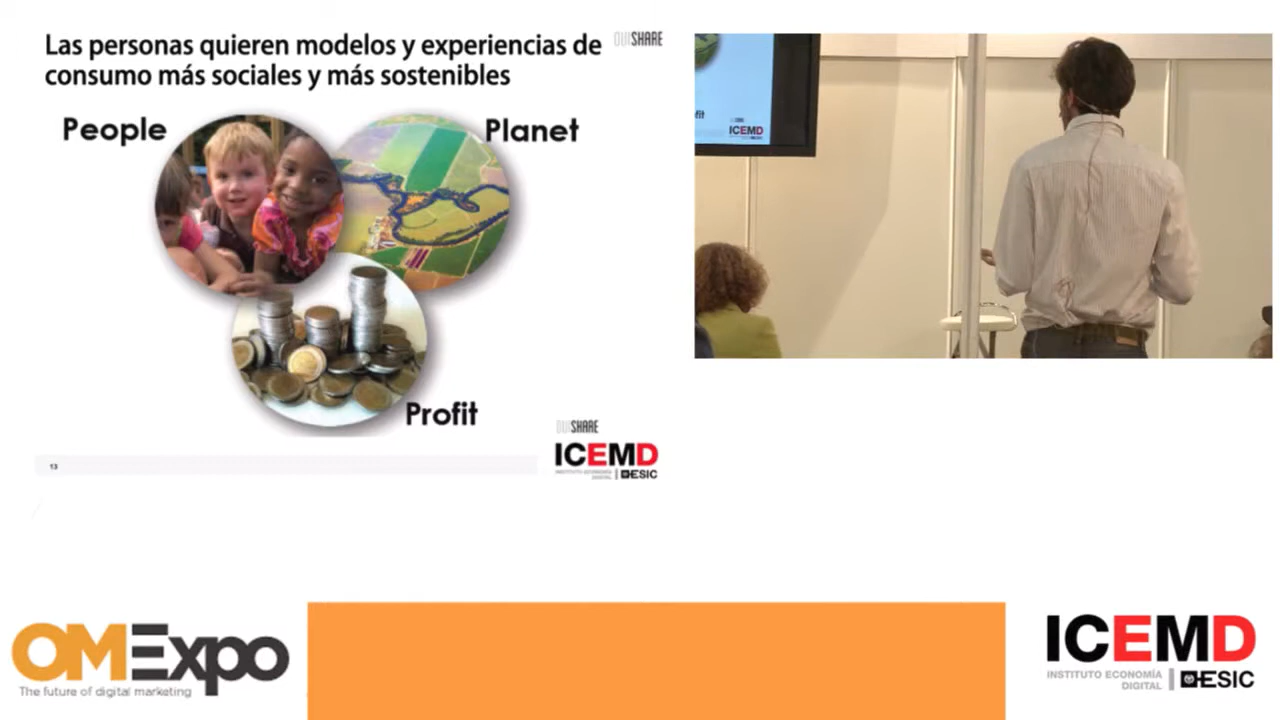 Las personas quieren modelos y experiencias de
consumo más sociales y más sostenibles
OUISHARE
People
Planet
Profit
OUISHARE
ICEMD
INSTITUTO ECONOMÍA
DIGITAL
ESIC
13
ICEMD
OMExpo
The future of digital marketing
ICEMD
INSTITUTO ECONOMÍA
DIGITAL
ESIC